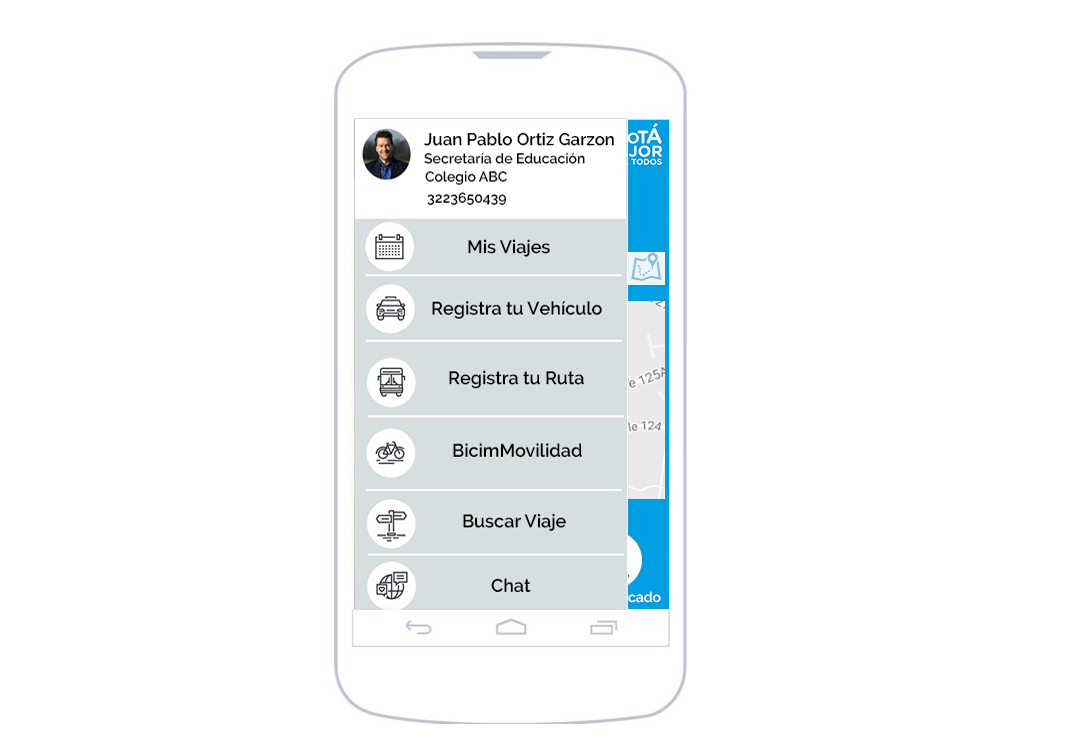 Juan Pablo Ortiz Garzon
Secretaría de Educación
Colegio ABC
3223650439
Mis Viajes
Registra tu Vehículo
Registra tu Ruta
BicimMovilidad
Buscar Viaje
Chat
OTÁ
JOR
TODOS
e 125A
le 124
cado